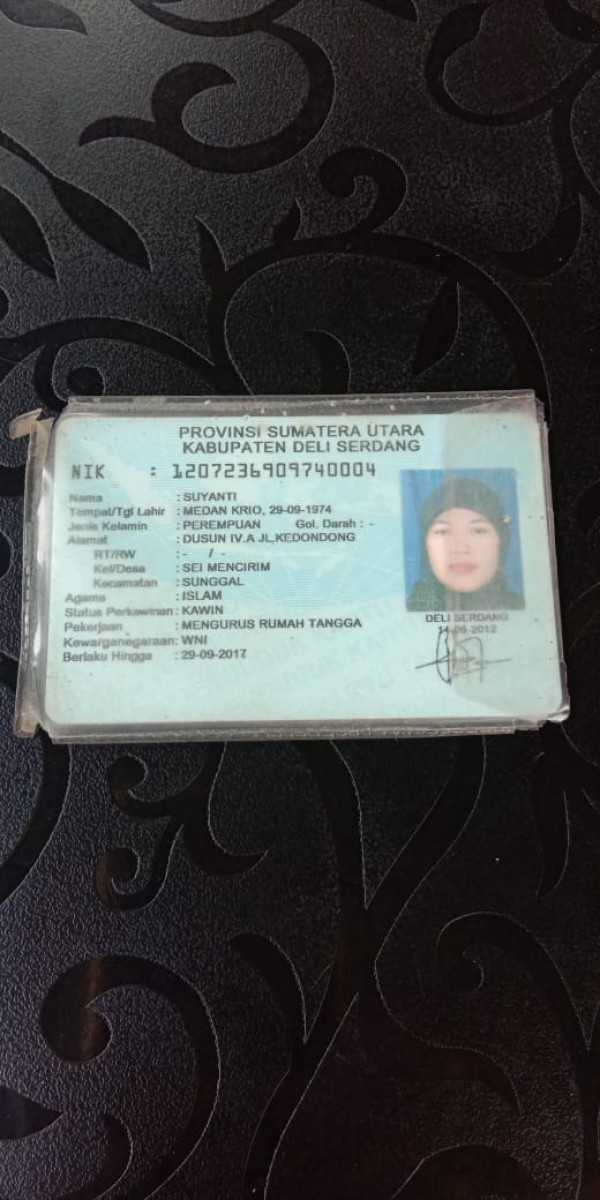 PROVINSI SUMATERA UTARA
KABUPATEN DELI SERDANG
NIK : 1207236909740004
Nama : SUYANTI
Tempat/Tgl Lahir : MEDAN KRIO, 29-09-1974
Jenis Kelamin : PEREMPUAN Gol. Darah : -
Alamat : DUSUN IV.A JL,KEDONDONG
RT/RW : - / -
Kel/Desa : SEI MENCIRIM
Kecamatan : SUNGGAL
Agama : ISLAM
Status Perkawinan : KAWIN
Pekerjaan : MENGURUS RUMAH TANGGA
Kewarganegaraan: WNI
Berlaku Hingga : 29-09-2017
DELI SERDANG
14-06-2012